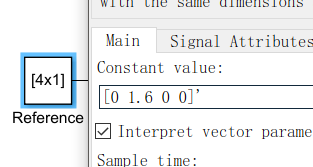 with the same dimensions
Main
Signal Attributes
Constant value:
[4x1]
[0 1.6 0 0]'
Reference
Interpret vector parame
Sample time: